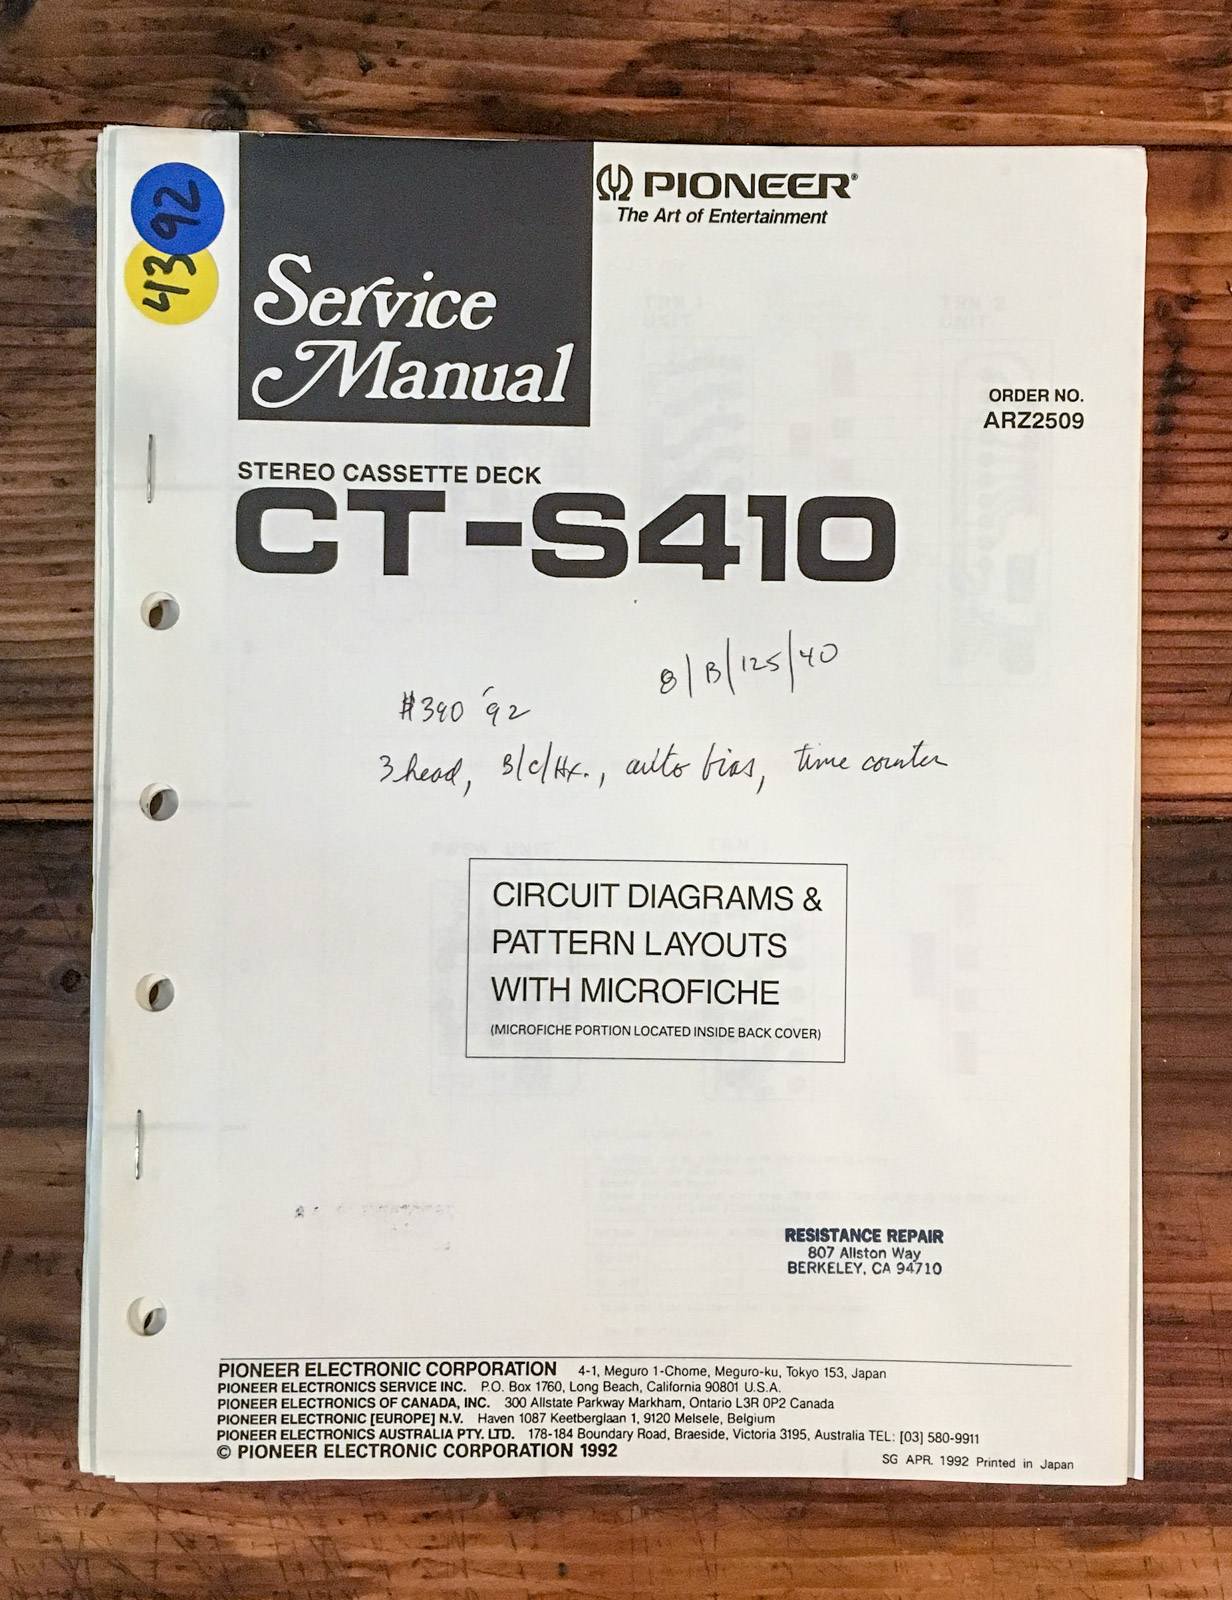 92
43
PIONEER®
The Art of Entertainment
Service
Manual
ORDER NO.
ARZ2509
STEREO CASSETTE DECK
CT-S410
8/B/125/40
#390 '92
3 head, B/C/Hx., auto bias, time counter
CIRCUIT DIAGRAMS &
PATTERN LAYOUTS
WITH MICROFICHE
(MICROFICHE PORTION LOCATED INSIDE BACK COVER)
RESISTANCE REPAIR
807 Allston Way
BERKELEY, CA 94710
PIONEER ELECTRONIC CORPORATION 4-1, Meguro 1-Chome, Meguro-ku, Tokyo 153, Japan
PIONEER ELECTRONICS SERVICE INC. P.O. Box 1760, Long Beach, California 90801 U.S.A.
PIONEER ELECTRONICS OF CANADA, INC. 300 Allstate Parkway Markham, Ontario L3R 0P2 Canada
PIONEER ELECTRONIC [EUROPE] N.V. Haven 1087 Keetberglaan 1, 9120 Melsele, Belgium
PIONEER ELECTRONICS AUSTRALIA PTY. LTD. 178-184 Boundary Road, Braeside, Victoria 3195, Australia TEL: [03] 580-9911
© PIONEER ELECTRONIC CORPORATION 1992
SG APR. 1992 Printed in Japan